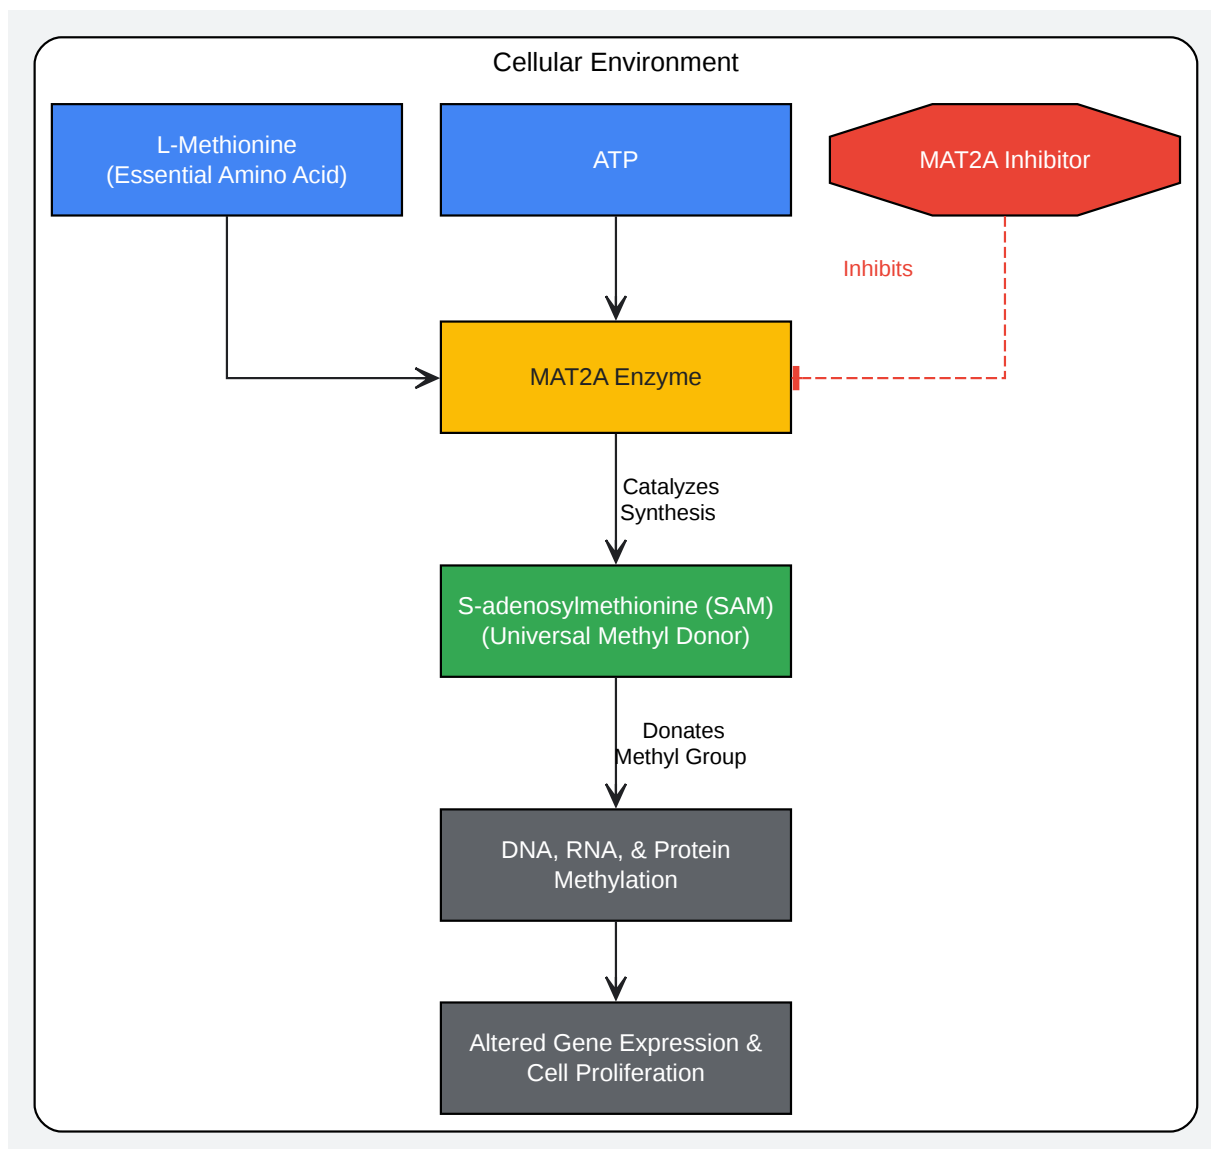 Cellular Environment
L-Methionine
(Essential Amino Acid)
ATP
MAT2A Inhibitor
Inhibits
MAT2A Enzyme
Catalyzes
Synthesis
S-adenosylmethionine (SAM)
(Universal Methyl Donor)
Donates
Methyl Group
DNA, RNA, & Protein
Methylation
Altered Gene Expression &
Cell Proliferation